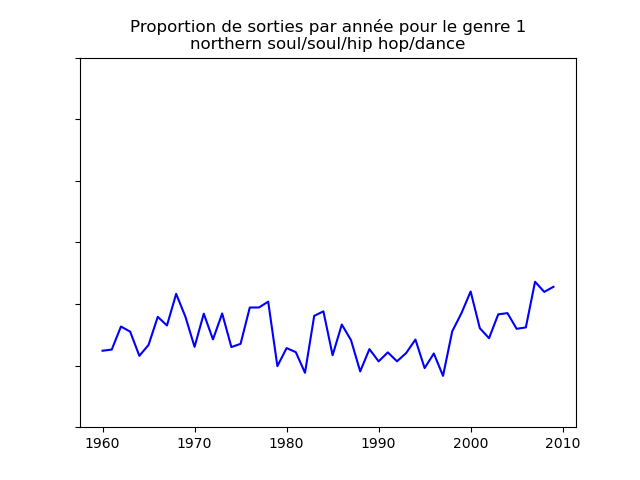 Proportion de sorties par année pour le genre 1
northern soul/soul/hip hop/dance
1960 1970 1980 1990 2000 2010